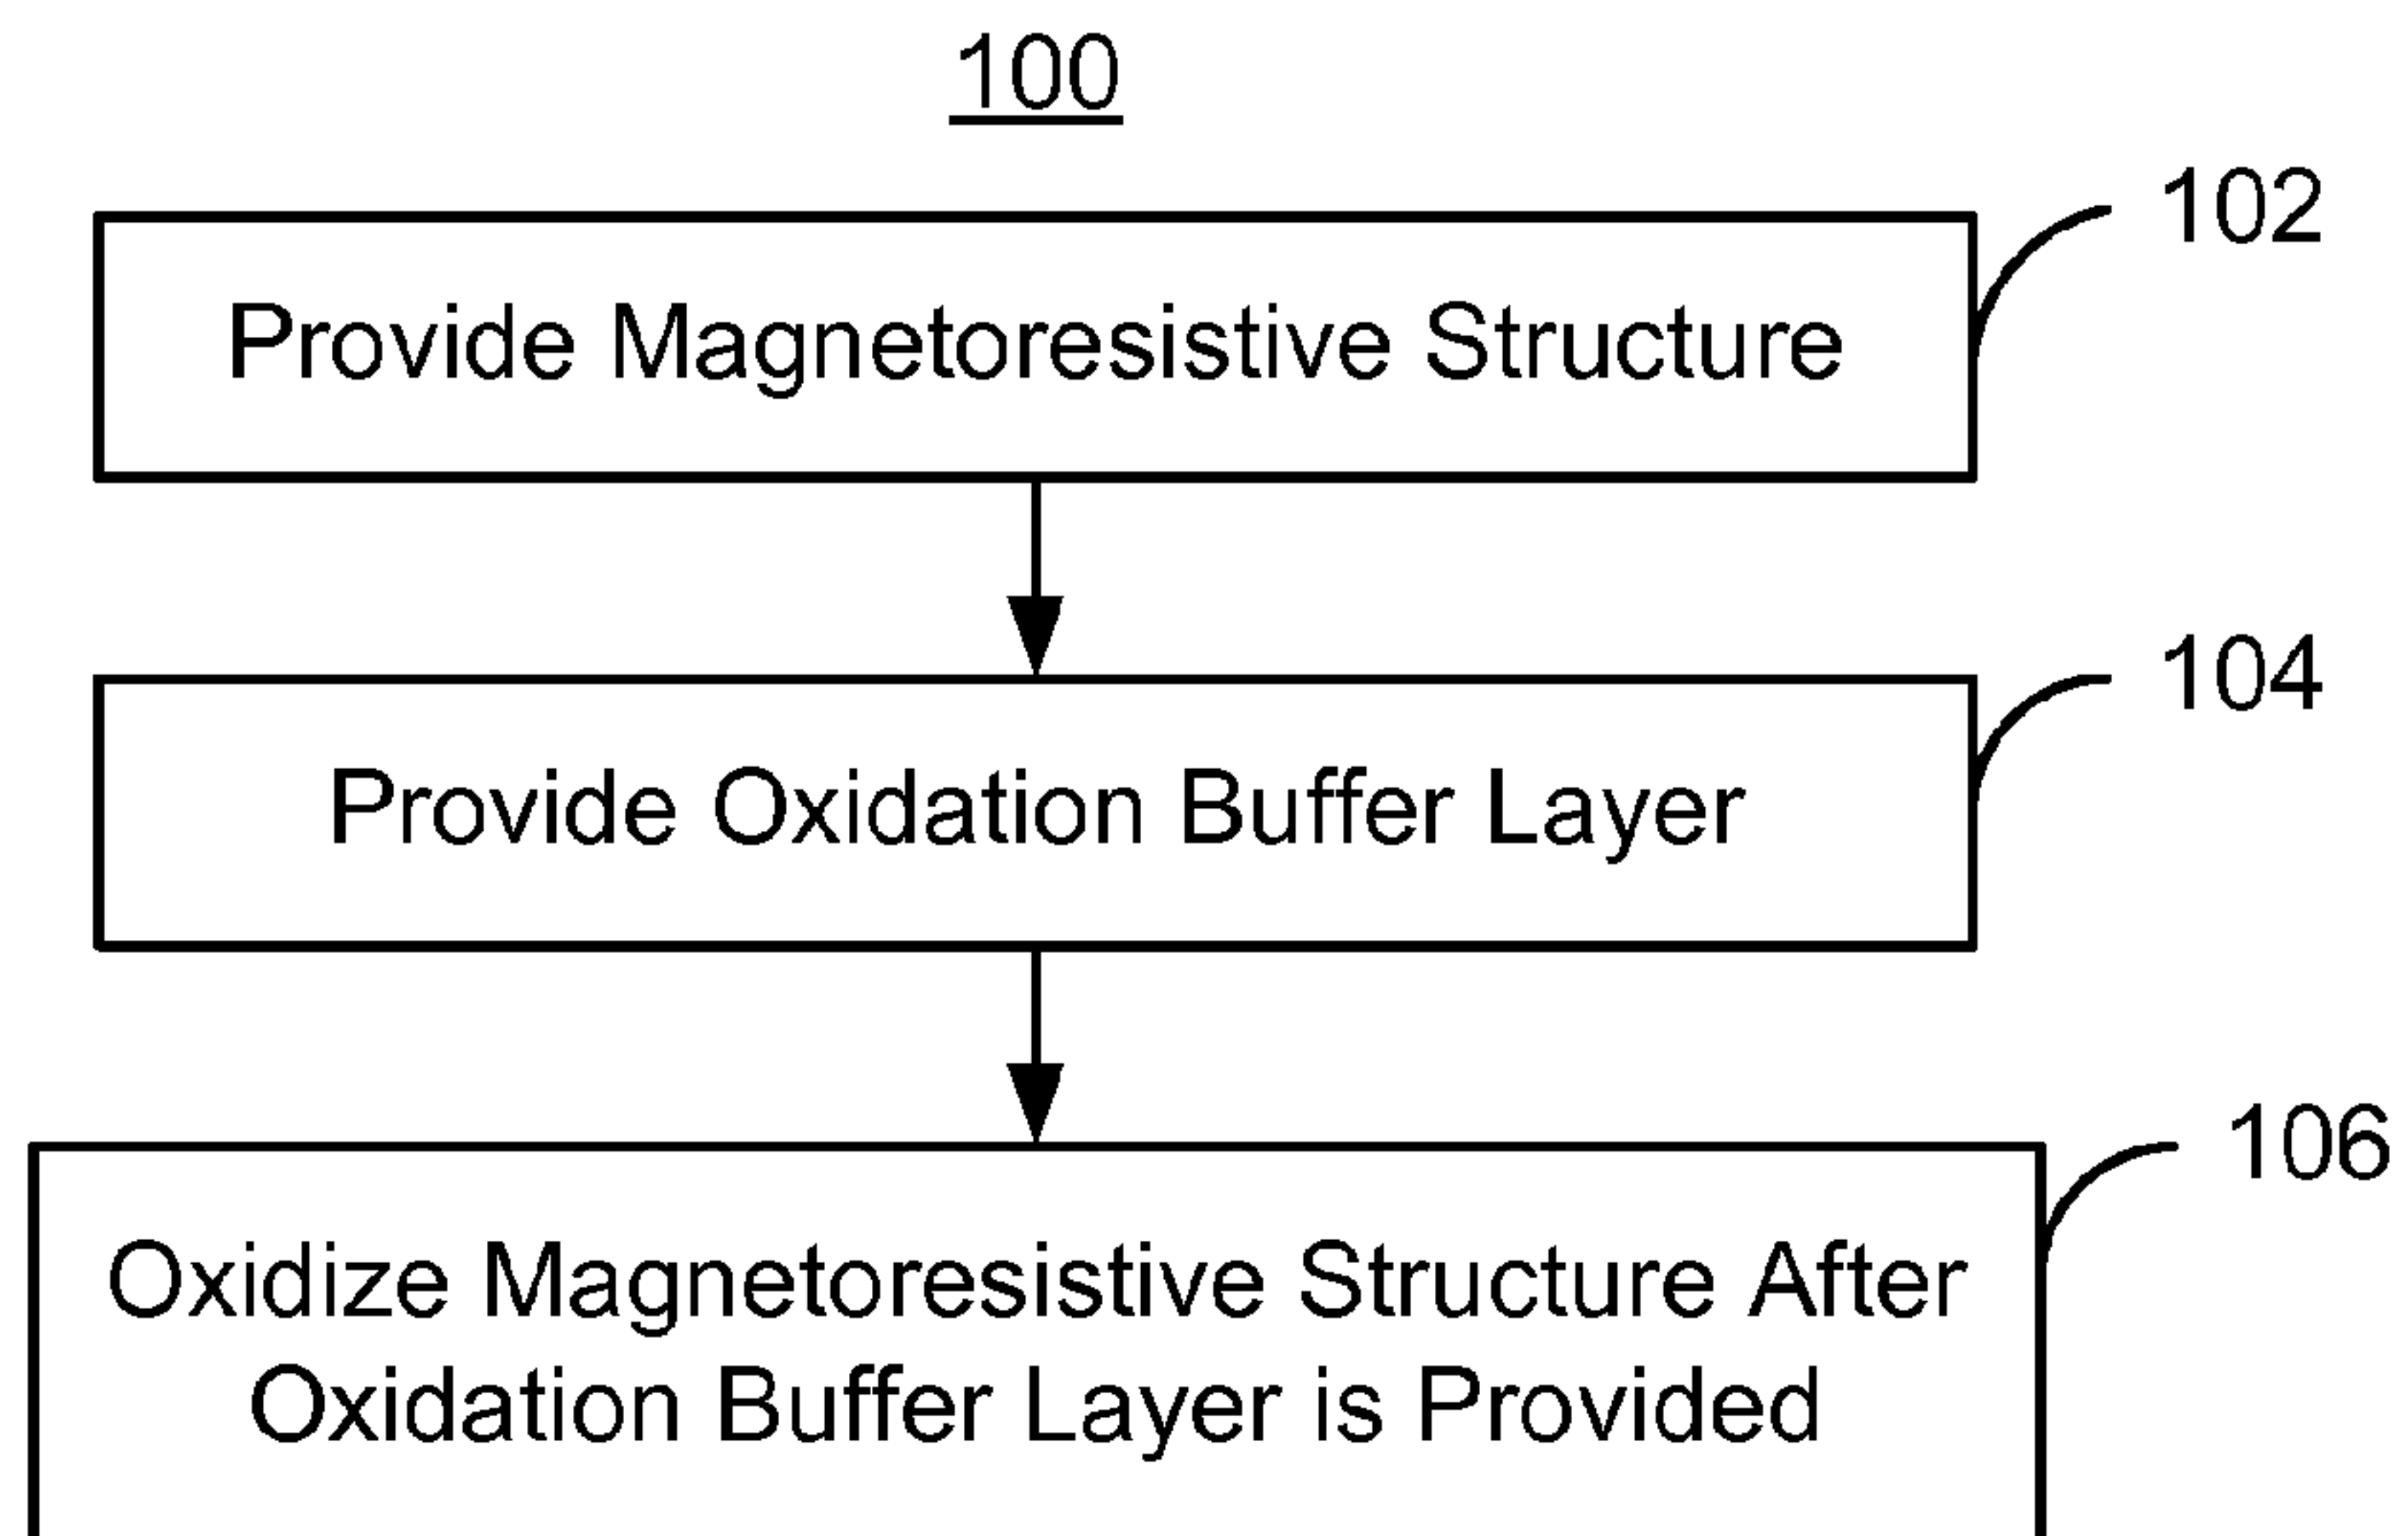 100
102
Provide Magnetoresistive Structure
104
Provide Oxidation Buffer Layer
106
Oxidize Magnetoresistive Structure After
Oxidation Buffer Layer is Provided